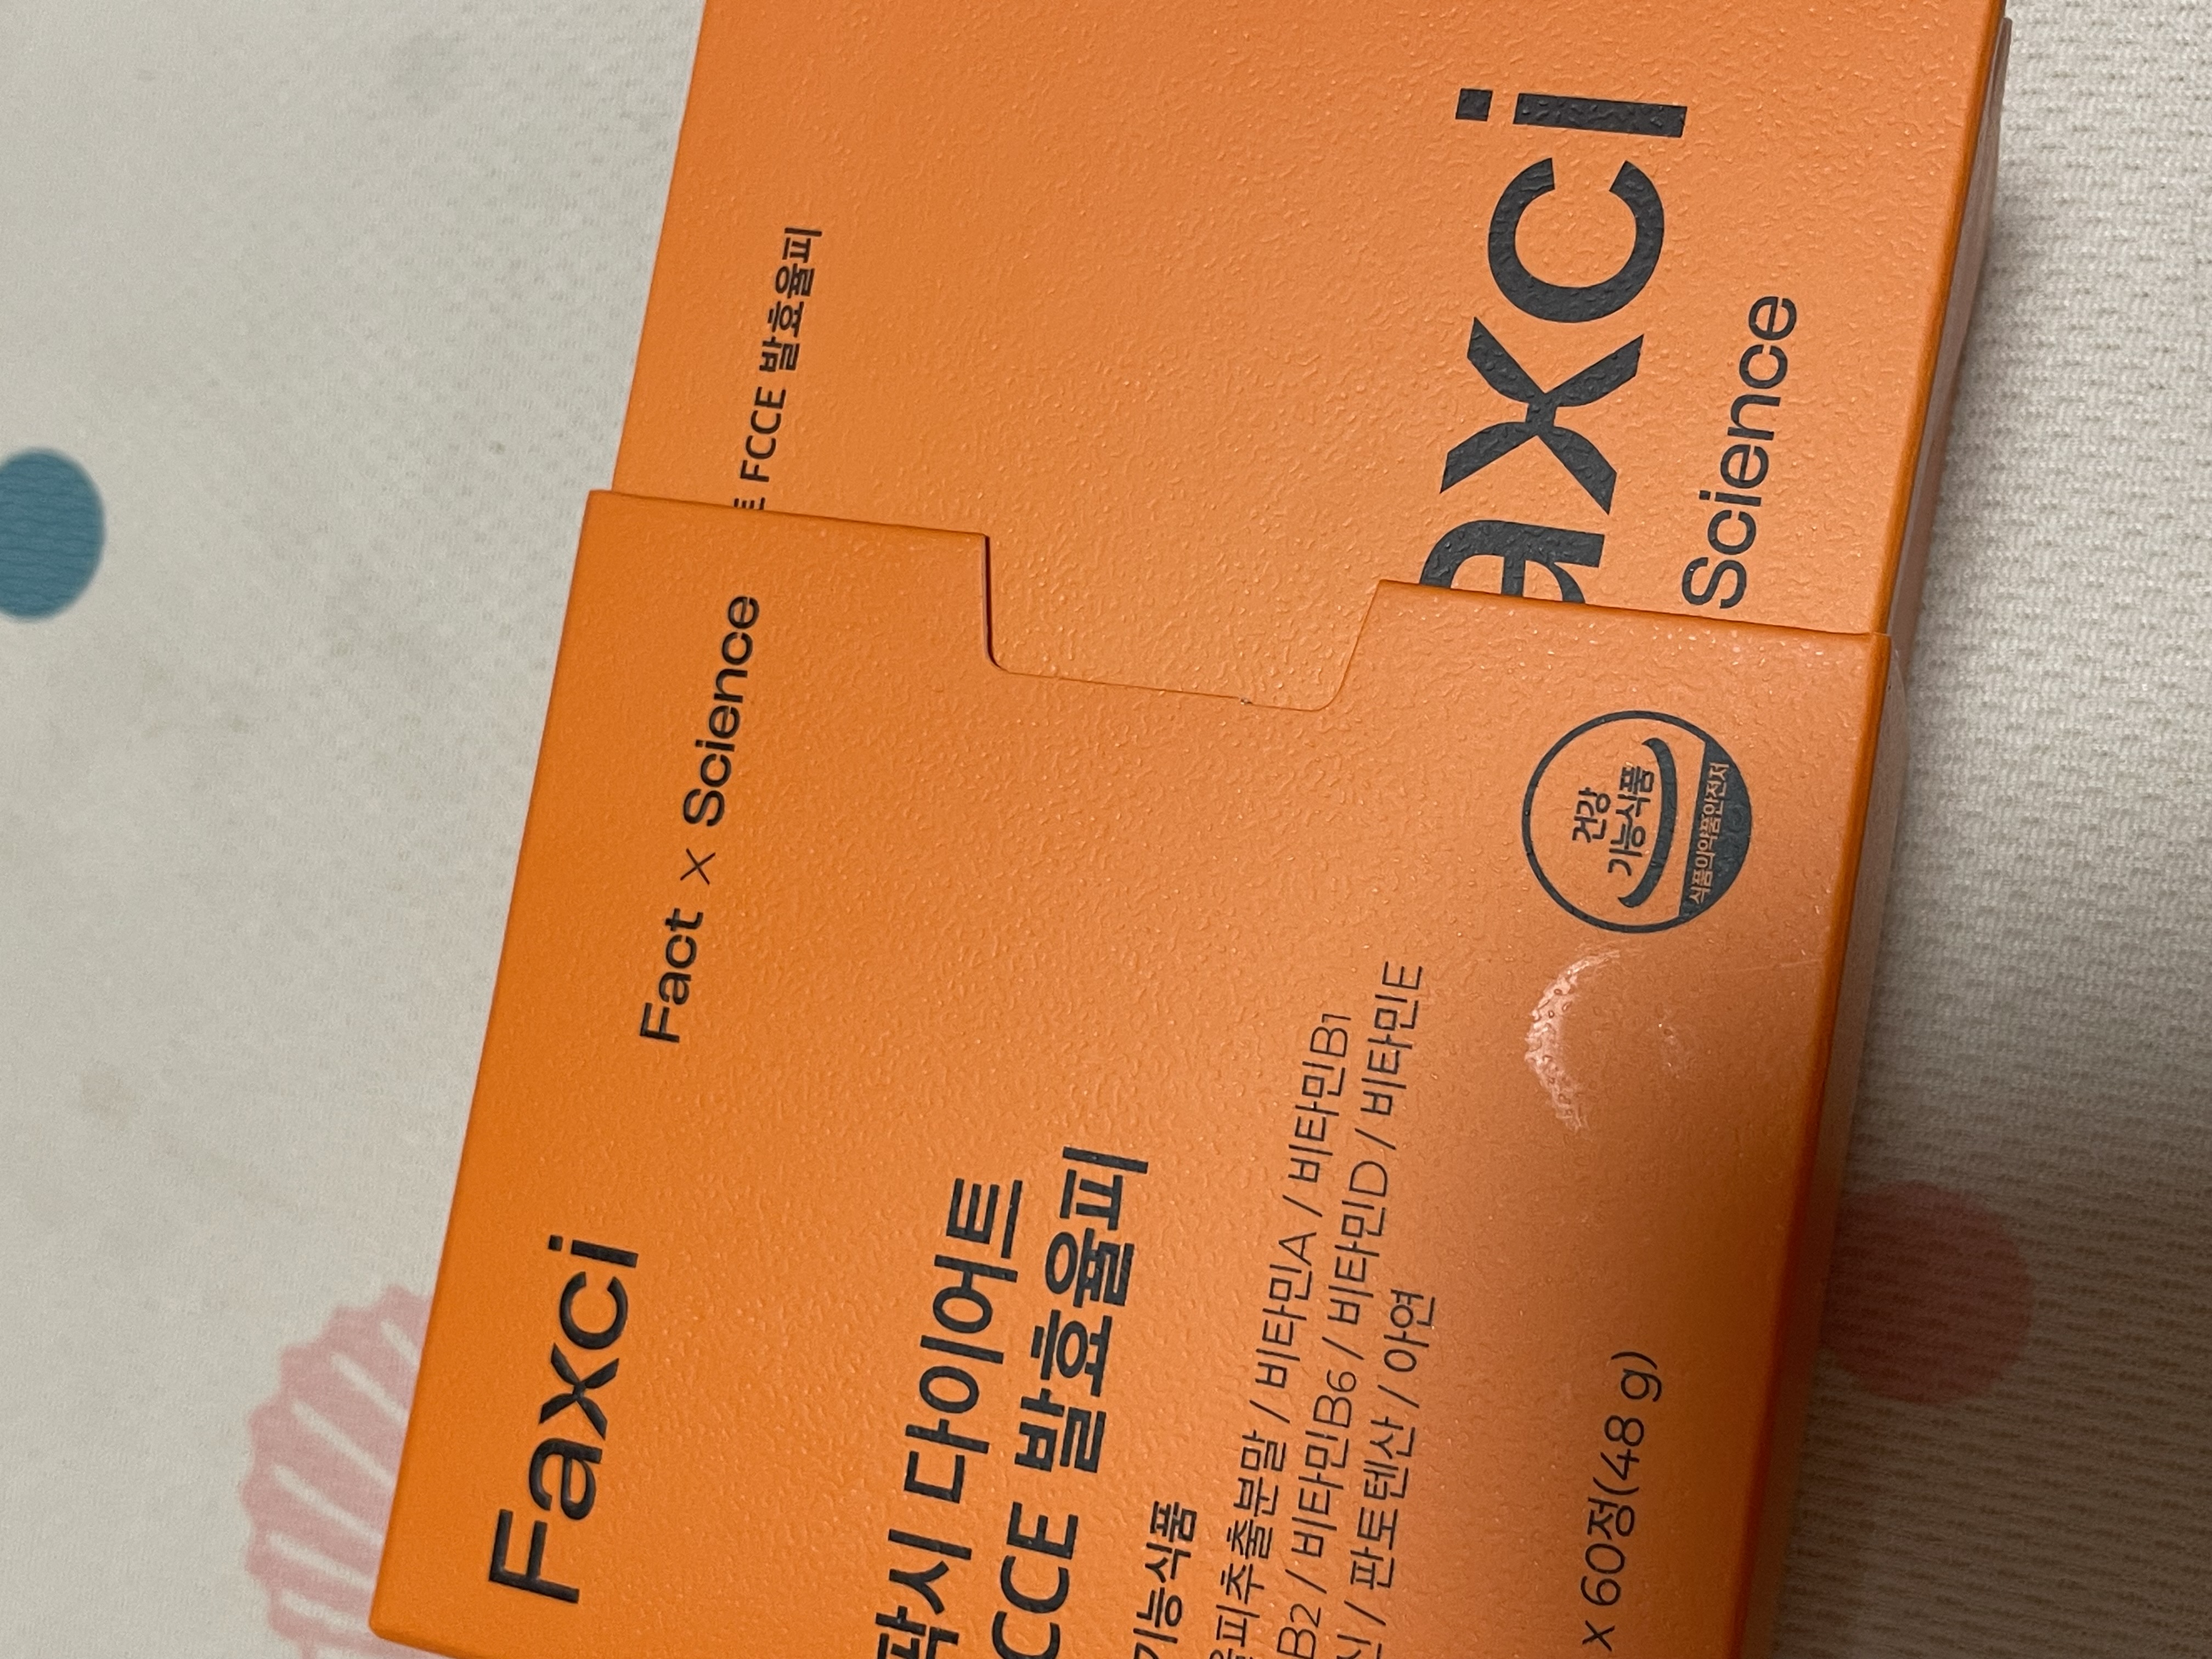 FCCE 발효율피
axci
Science
Faxci
Fact × Science
팍시 다이어트
CCE 발효율피
기능식품
율피추출분말 / 비타민A / 비타민B1
B2 / 비타민B6 / 비타민D / 비타민E
신 / 판토텐산 / 아연
x 60정(48 g)
건강
기능식품
식품의약품안전처